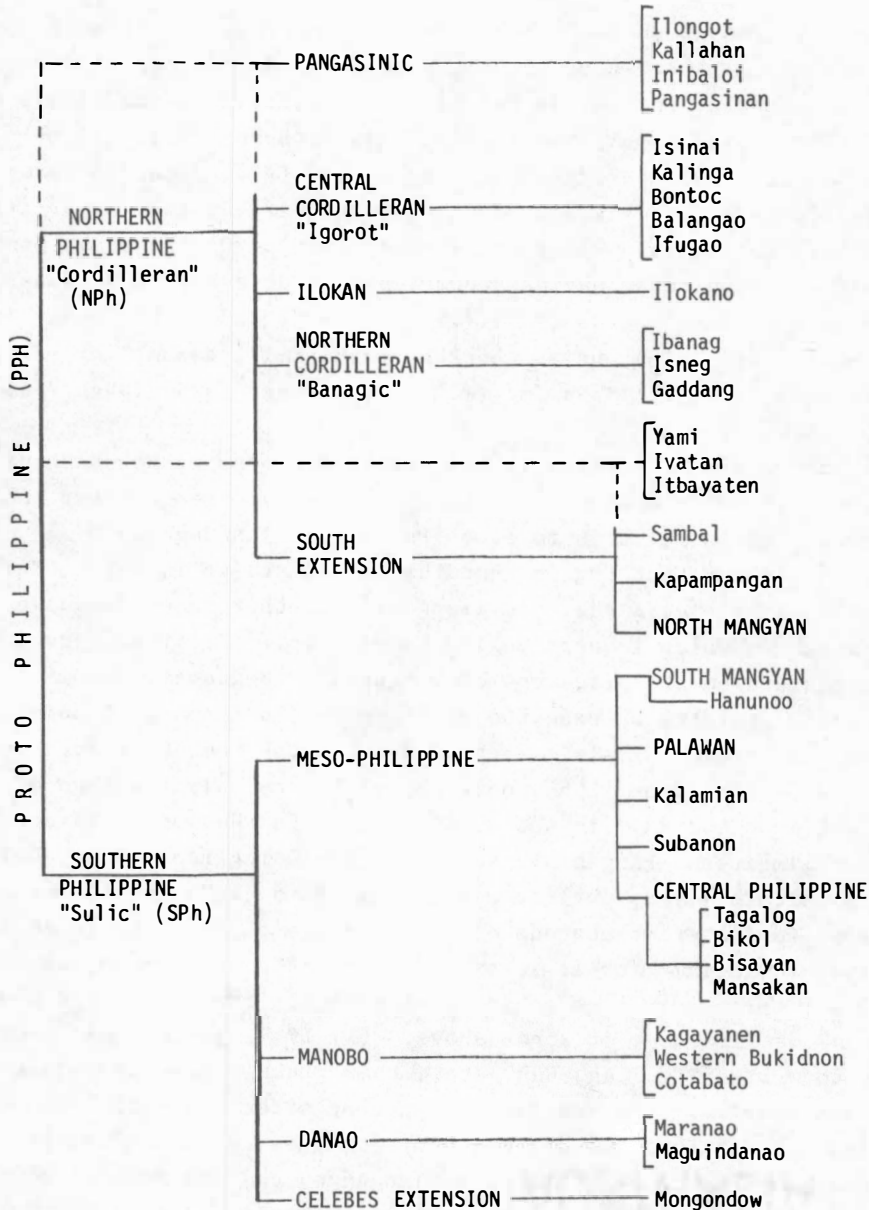 PROTO PHILIPPINE (PPH)
NORTHERN
PHILIPPINE
"Cordilleran"
(NPh)
PANGASINIC
Ilongot
Kallahan
Inibaloi
Pangasinan
CENTRAL
CORDILLERAN
"Igorot"
Isinai
Kalinga
Bontoc
Balangao
Ifugao
ILOKAN
Ilokano
NORTHERN
CORDILLERAN
"Banagic"
Ibanag
Isneg
Gaddang
Yami
Ivatan
Itbayaten
SOUTH
EXTENSION
Sambal
Kapampangan
NORTH MANGYAN
SOUTHERN
PHILIPPINE
"Sulic" (SPh)
MESO-PHILIPPINE
SOUTH MANGYAN
Hanunoo
PALAWAN
Kalamian
Subanon
CENTRAL PHILIPPINE
Tagalog
Bikol
Bisayan
Mansakan
MANOBO
Kagayanen
Western Bukidnon
Cotabato
DANAO
Maranao
Maguindanao
CELEBES EXTENSION
Mongondow